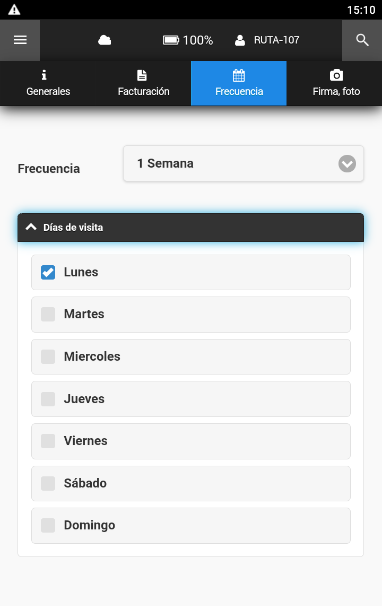 15:10
100% RUTA-107
Generales Facturación Frecuencia Firma, foto
Frecuencia 1 Semana
Días de visita
Lunes
Martes
Miercoles
Jueves
Viernes
Sábado
Domingo